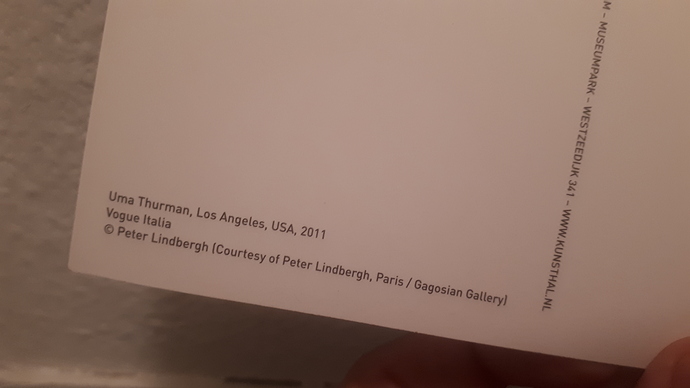 Uma Thurman, Los Angeles, USA, 2011
Vogue Italia
© Peter Lindbergh (Courtesy of Peter Lindbergh, Paris / Gagosian Gallery)
M – MUSEUMPARK – WESTZEEDIJK 341 – WWW.KUNSTHAL.NL